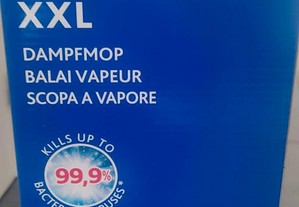 XXL
DAMPFMOP
BALAI VAPEUR
SCOPA A VAPORE
KILLS UP TO
99,9%